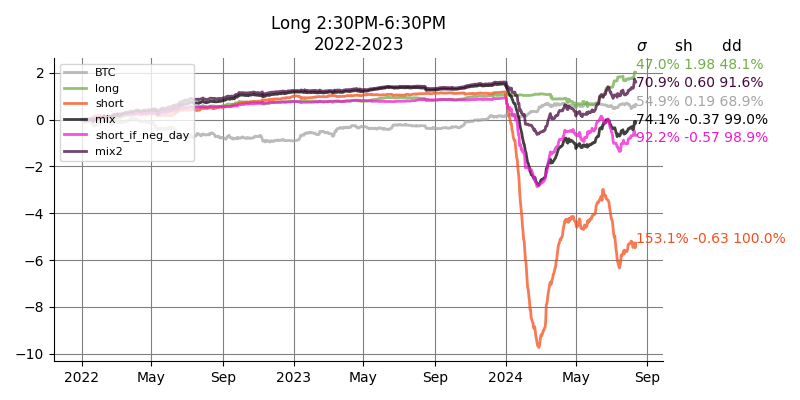 Long 2:30PM-6:30PM
2022-2023
σ sh dd
47.0% 1.98 48.1%
70.9% 0.60 91.6%
54.9% 0.19 68.9%
74.1% -0.37 99.0%
92.2% -0.57 98.9%
153.1% -0.63 100.0%
BTC
long
short
mix
short_if_neg_day
mix2
2
0
−2
−4
−6
−8
−10
2022 May Sep 2023 May Sep 2024 May Sep